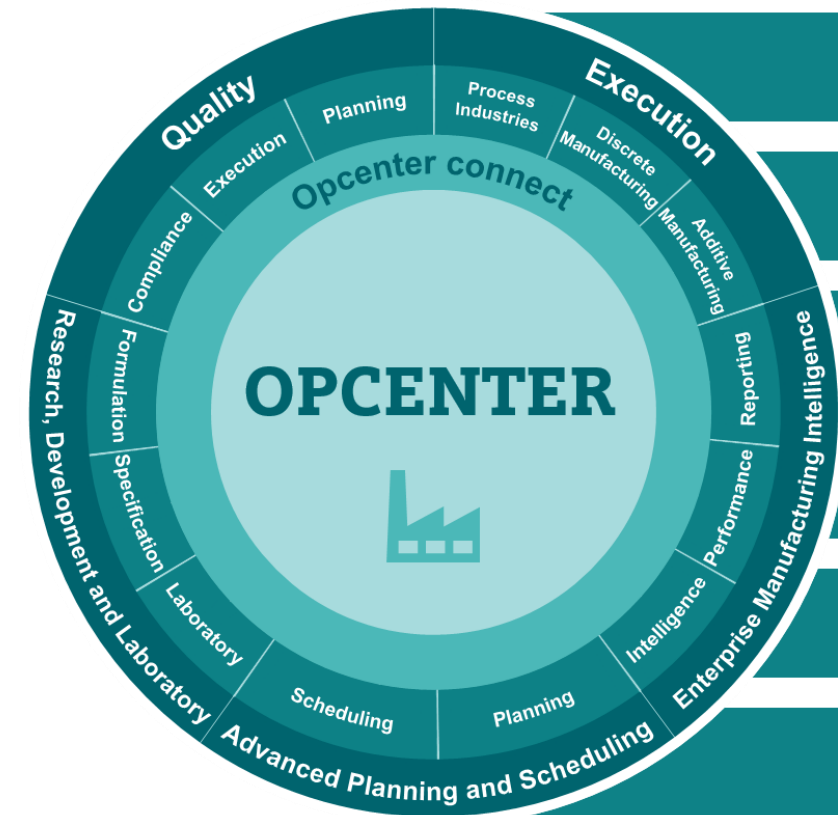 Quality
Execution
Compliance
Execution
Planning
Process
Industries
Discrete
Manufacturing
Additive
Manufacturing
Opcenter connect
OPCENTER
Enterprise Manufacturing Intelligence
Reporting
Performance
Intelligence
Advanced Planning and Scheduling
Planning
Scheduling
Research, Development and Laboratory
Laboratory
Specification
Formulation